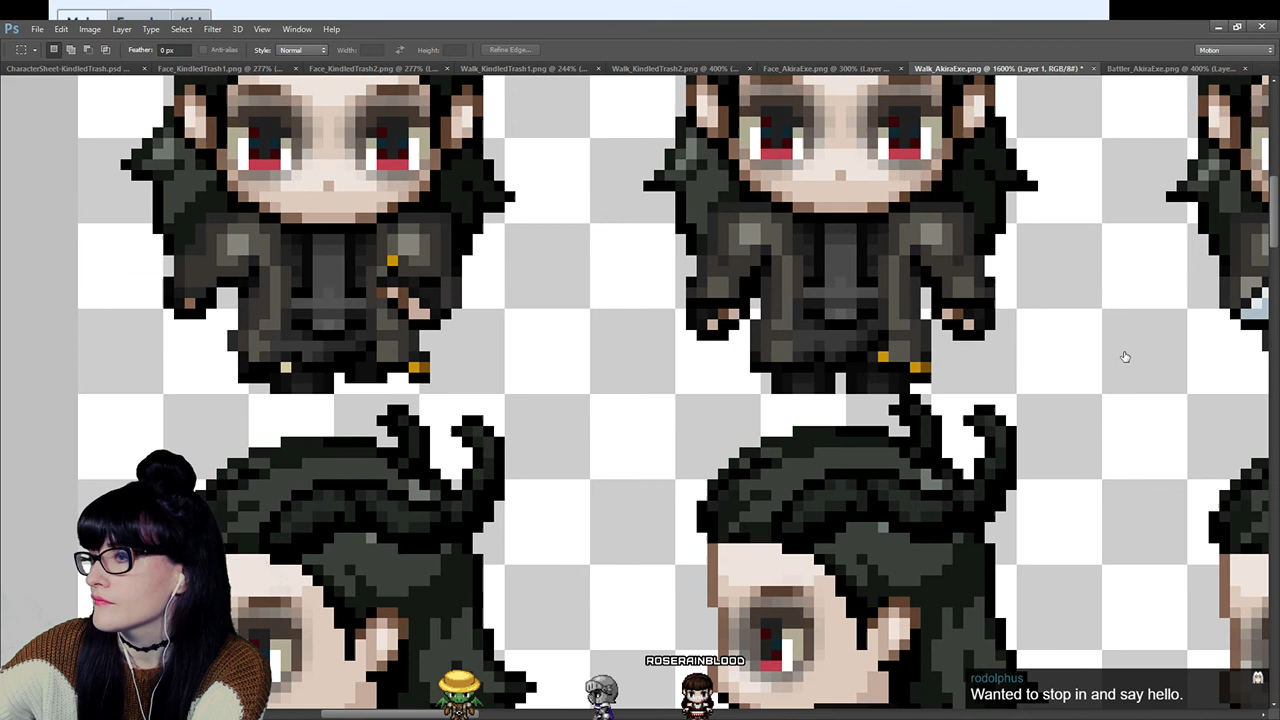 Ps File Edit Image Layer Type Select Filter 3D View Window Help
Feather: 0 px Anti-alias Style: Normal Width: Height: Refine Edge... Motion
CharacterSheet-KindledTrash.psd ... × Face_KindledTrash1.png @ 277% (... × Face_KindledTrash2.png @ 277% (L... × Walk_KindledTrash1.png @ 244% (... × Walk_KindledTrash2.png @ 400% (... × Face_AkiraExe.png @ 300% (Layer ... × Walk_AkiraExe.png @ 1600% (Layer 1, RGB/8#) * × Battler_AkiraExe.png @ 400% (Laye... ×
ROSERAINBLOOD
rodolphus
Wanted to stop in and say hello.